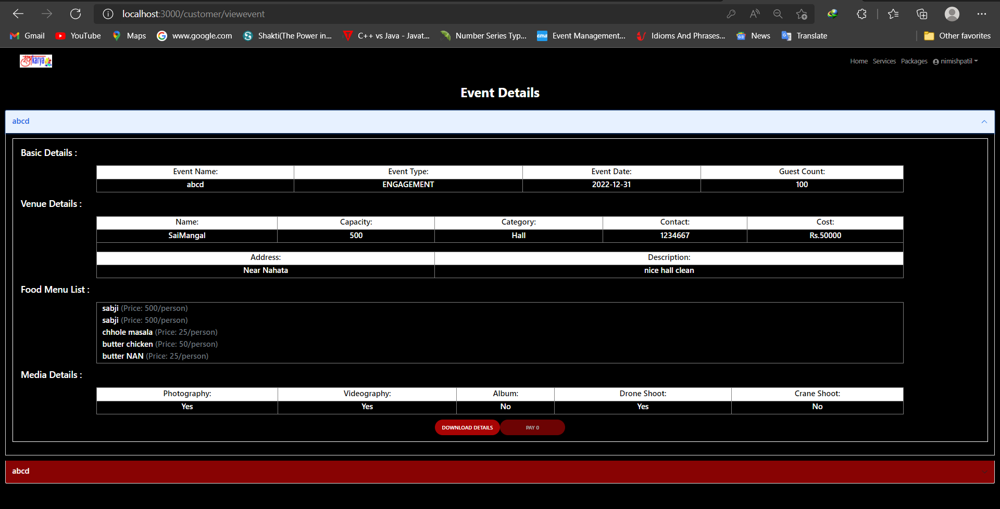 localhost:3000/customer/viewevent
Gmail YouTube Maps www.google.com Shakti(The Power in... C++ vs Java - Javat... Number Series Typ... Event Management... Idioms And Phrases... News Translate Other favorites
karya Home Services Packages nimishpatil
Event Details
abcd
Basic Details :
Event Name: Event Type: Event Date: Guest Count:
abcd ENGAGEMENT 2022-12-31 100
Venue Details :
Name: Capacity: Category: Contact: Cost:
SaiMangal 500 Hall 1234667 Rs.50000
Address: Description:
Near Nahata nice hall clean
Food Menu List :
sabji (Price: 500/person)
sabji (Price: 500/person)
chhole masala (Price: 25/person)
butter chicken (Price: 50/person)
butter NAN (Price: 25/person)
Media Details :
Photography: Videography: Album: Drone Shoot: Crane Shoot:
Yes Yes No Yes No
DOWNLOAD DETAILS PAY 0
abcd